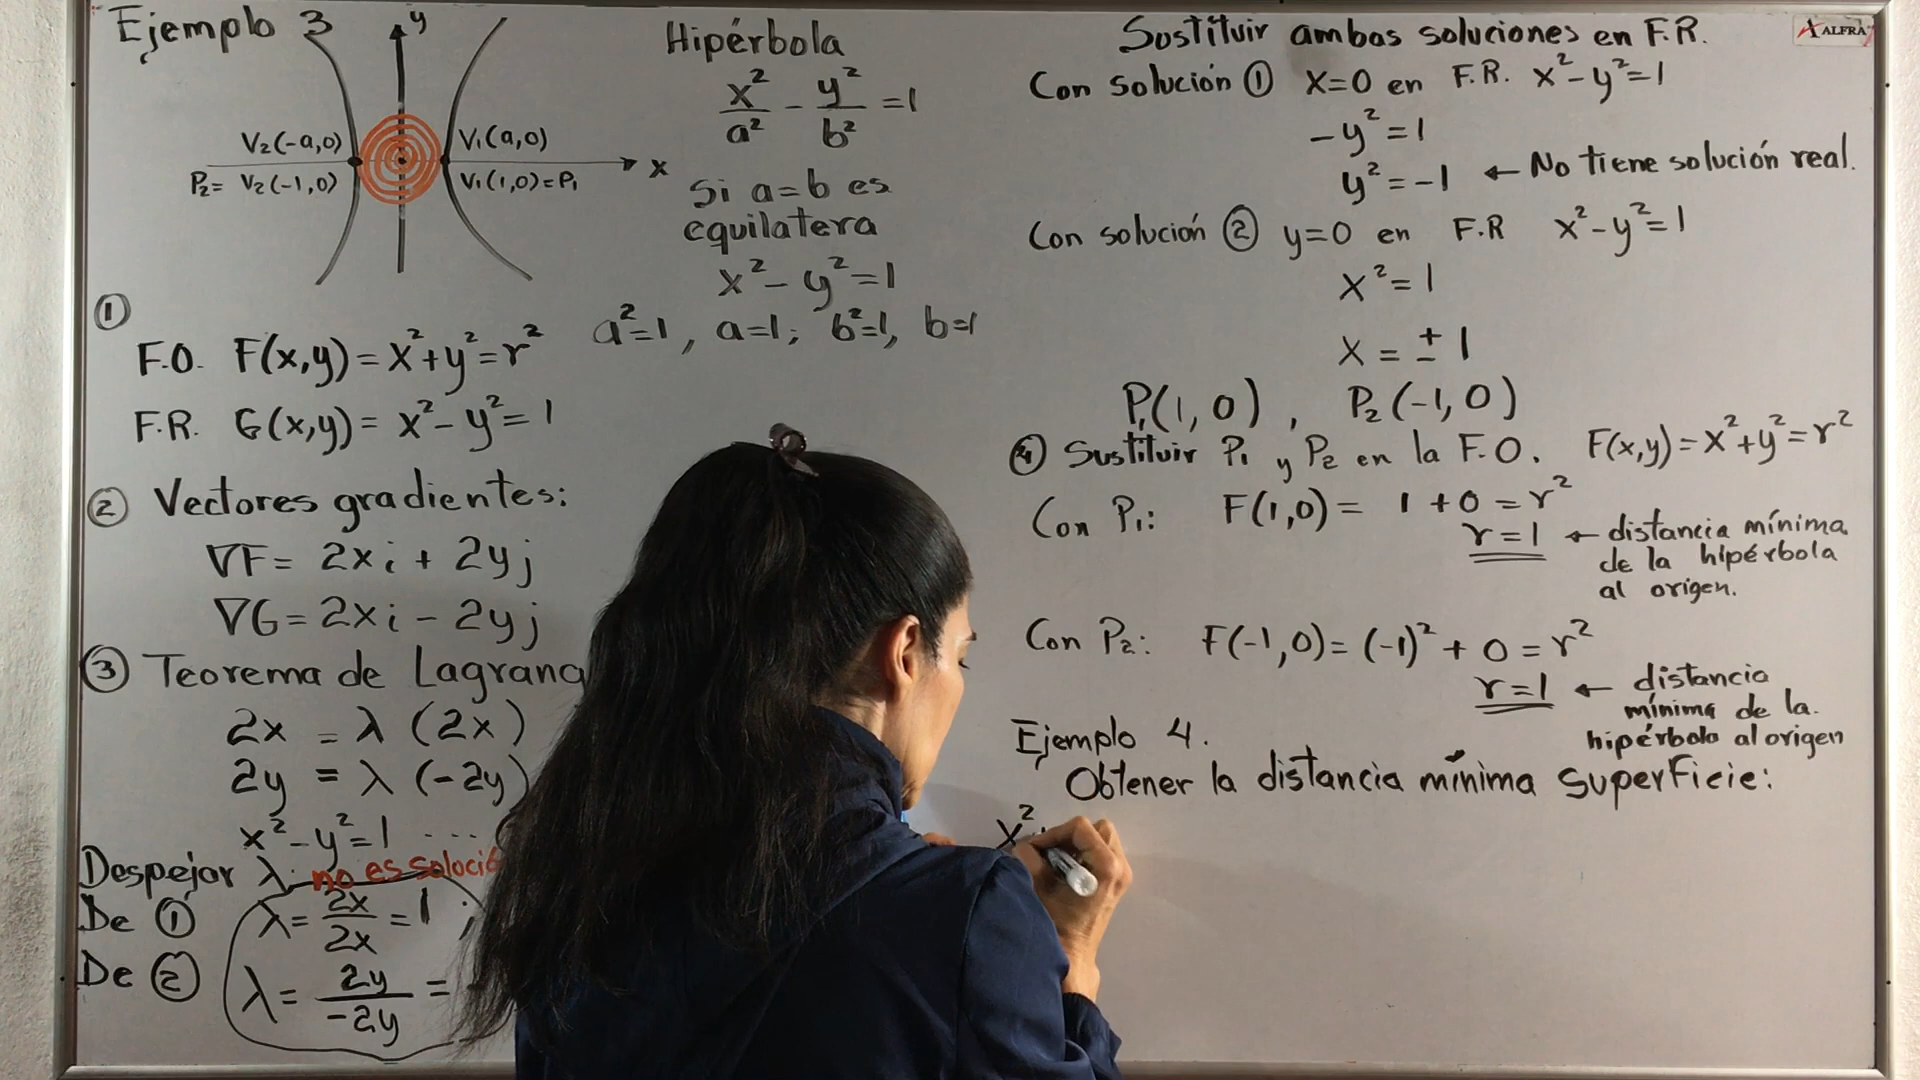 Ejemplo 3
y
V₂(-a,0)
V₁(a,0)
x
P₂= V₂(-1,0)
V₁(1,0)=P₁
Hipérbola
x²/a² - y²/b² = 1
Si a=b es
equilatera
x² - y² = 1
a²=1, a=1; b²=1, b=1
①
F.O. F(x,y) = x²+y² = r²
F.R. G(x,y) = x² - y² = 1
② Vectores gradientes:
∇F = 2xi + 2yj
∇G = 2xi - 2yj
③ Teorema de Lagrang
2x = λ (2x)
2y = λ (-2y)
x² - y² = 1 ....
Despejar λ: no es soloció
De ① λ = 2x/2x = 1 ;
De ② λ = 2y/-2y =
Sustítuir ambas soluciones en F.R.
ALFRA
Con solución ① x=0 en F.R. x² - y² = 1
-y² = 1
y² = -1 ← No tiene solución real.
Con solución ② y=0 en F.R x² - y² = 1
x² = 1
x = ± 1
P₁(1,0), P₂(-1,0)
④ Sustituir P₁ y P₂ en la F.O. F(x,y) = x²+y² = r²
Con P₁: F(1,0) = 1 + 0 = r²
r=1 ← distancia mínima
de la hipérbola
al origen.
Con P₂: F(-1,0) = (-1)² + 0 = r²
r=1 ← distancia
mínima de la.
hipérbola al origen
Ejemplo 4.
Obtener la distancia mínima superficie:
x²